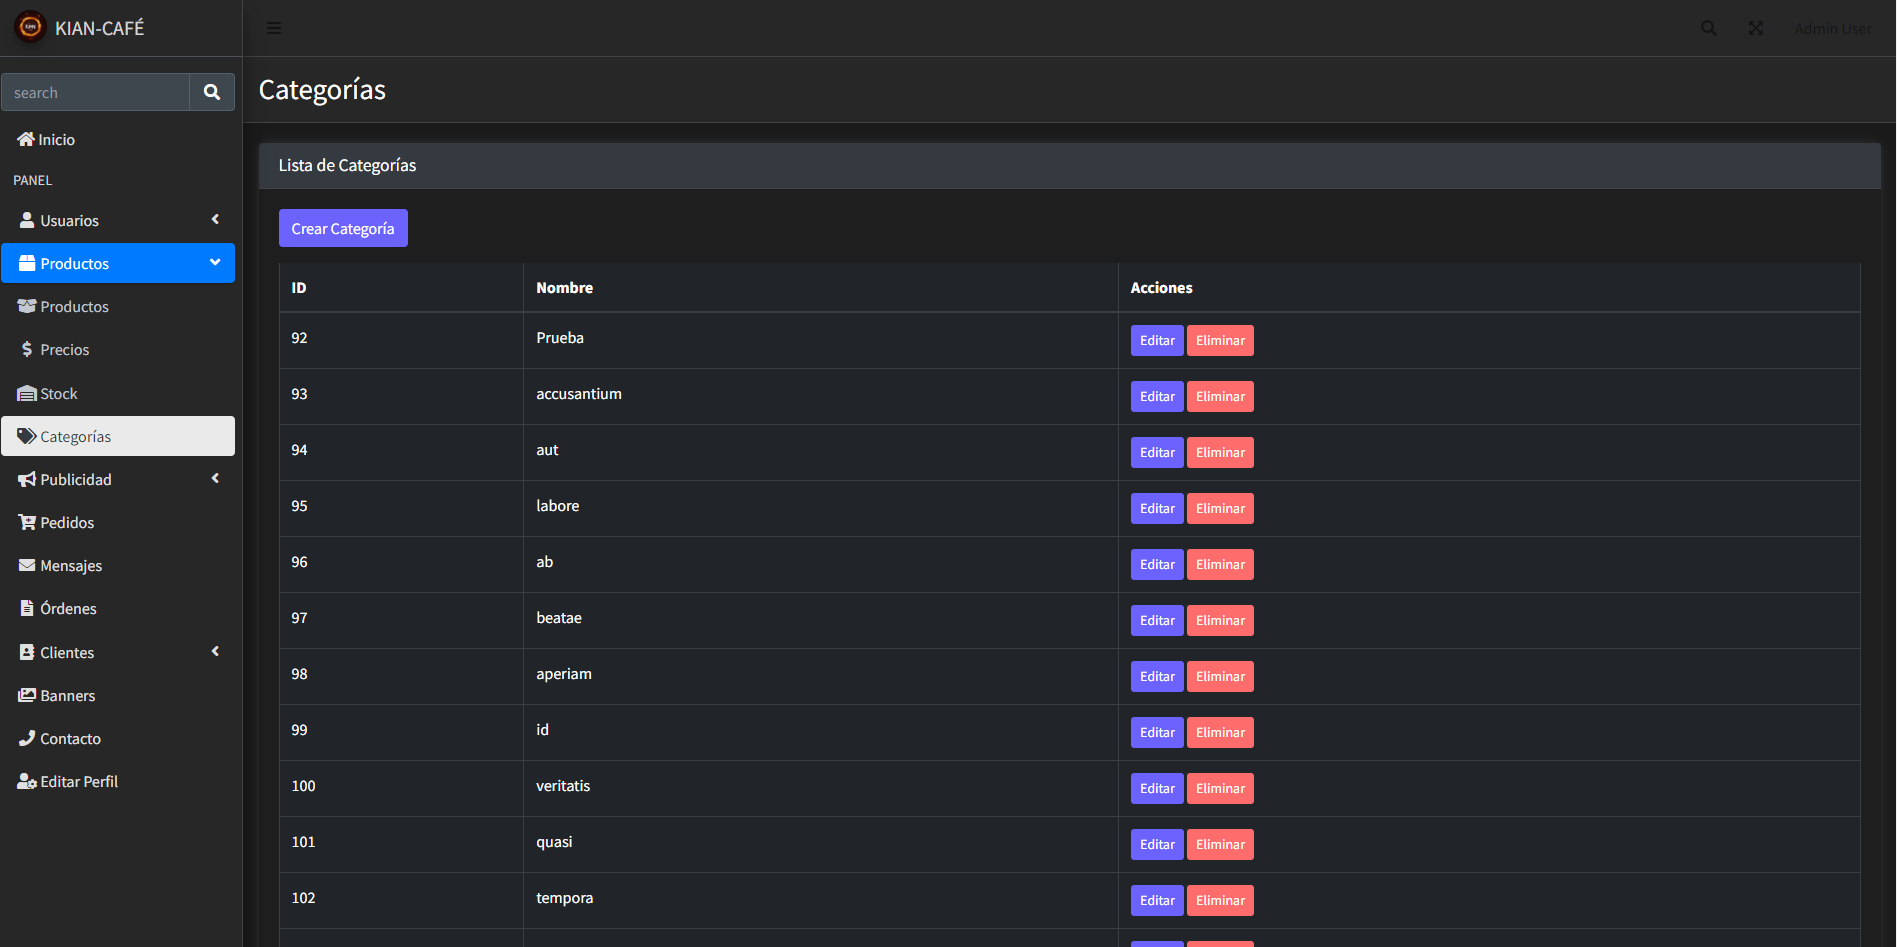 KIAN-CAFÉ
Admin User
search
Categorías
Inicio
PANEL
Usuarios
Productos
Productos
Precios
Stock
Categorías
Publicidad
Pedidos
Mensajes
Órdenes
Clientes
Banners
Contacto
Editar Perfil
Lista de Categorías
Crear Categoría
ID Nombre Acciones
92 Prueba Editar Eliminar
93 accusantium Editar Eliminar
94 aut Editar Eliminar
95 labore Editar Eliminar
96 ab Editar Eliminar
97 beatae Editar Eliminar
98 aperiam Editar Eliminar
99 id Editar Eliminar
100 veritatis Editar Eliminar
101 quasi Editar Eliminar
102 tempora Editar Eliminar